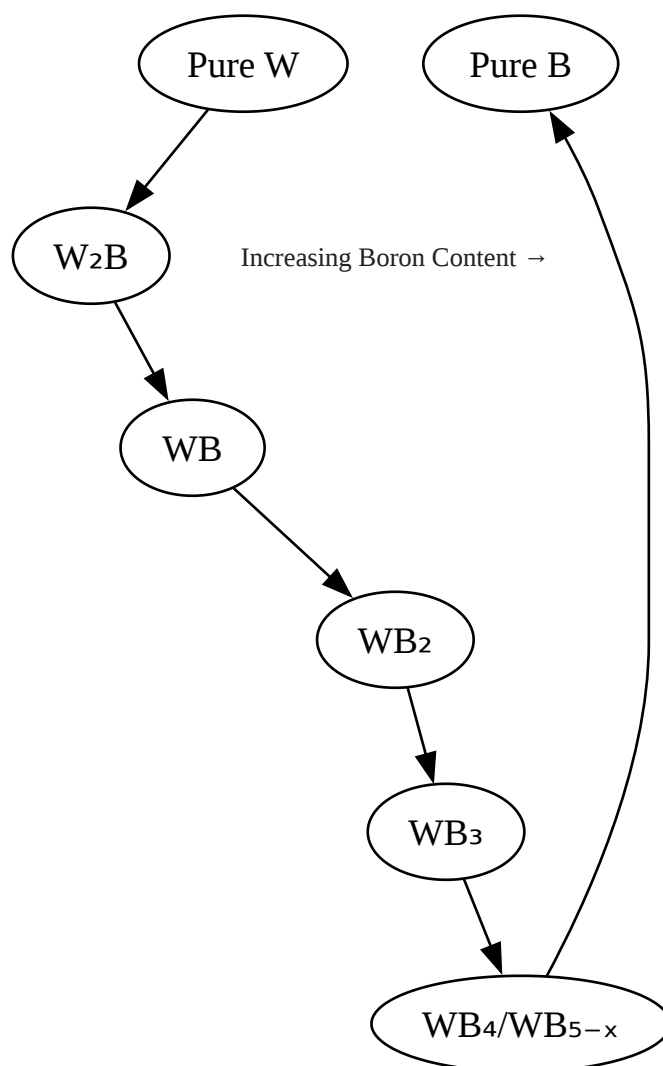 Pure W
Pure B
W₂B
Increasing Boron Content →
WB
WB₂
WB₃
WB₄/WB₅₋ₓ